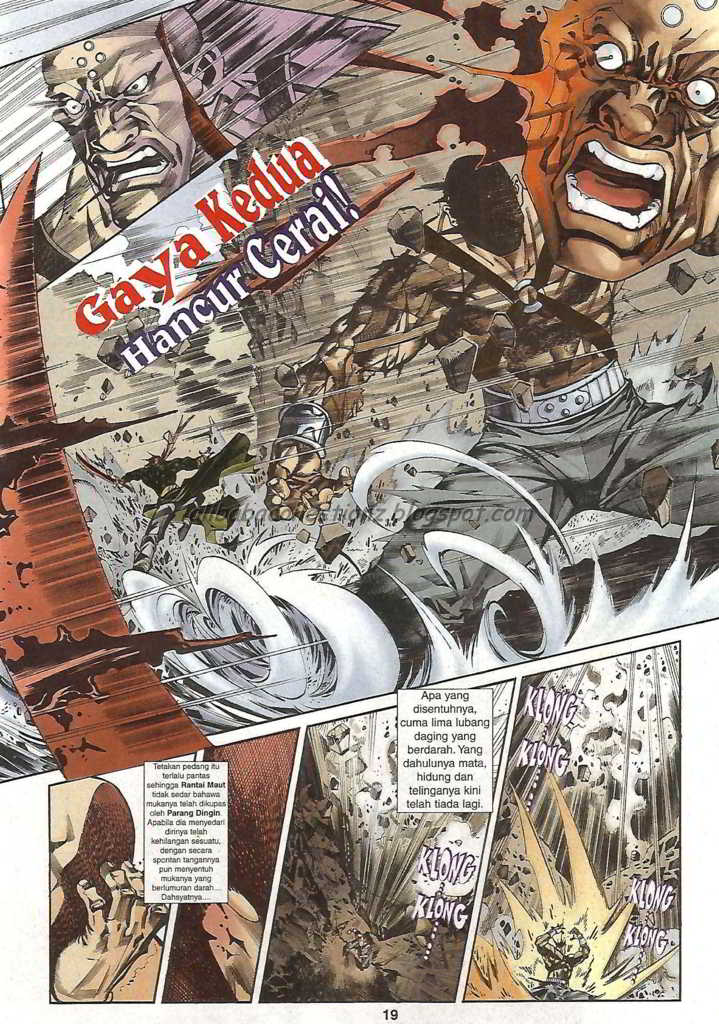 Gaya Kedua
Hancur Cerai!
alibabacollectionz.blogspot.com
Tetakan pedang itu
terlalu pantas
sehingga Rantai Maut
tidak sedar bahawa
mukanya telah dikupas
oleh Parang Dingin.
Apabila dia menyedari
dirinya telah
kehilangan sesuatu,
dengan secara
spontan tangannya
pun menyentuh
mukanya yang
berlumuran darah....
Dahsyatnya....
Apa yang
disentuhnya,
cuma lima lubang
daging yang
berdarah. Yang
dahulunya mata,
hidung dan
telinganya kini
telah tiada lagi.
KLONG
KLONG
KLONG
KLONG
KLONG
KLONG
19